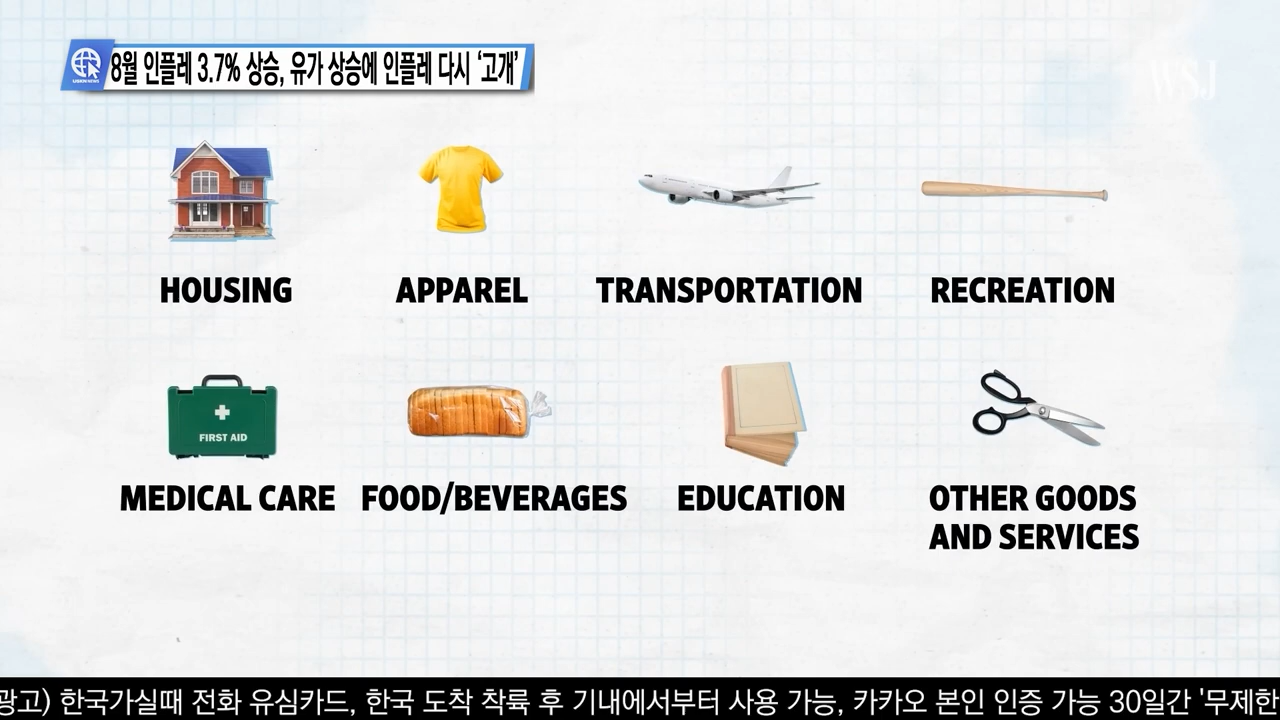 8월 인플레 3.7% 상승, 유가 상승에 인플레 다시 ‘고개’
WSJ
HOUSING
APPAREL
TRANSPORTATION
RECREATION
FIRST AID
MEDICAL CARE
FOOD/BEVERAGES
EDUCATION
OTHER GOODS
AND SERVICES
광고) 한국가실때 전화 유심카드, 한국 도착 착륙 후 기내에서부터 사용 가능, 카카오 본인 인증 가능 30일간 '무제한